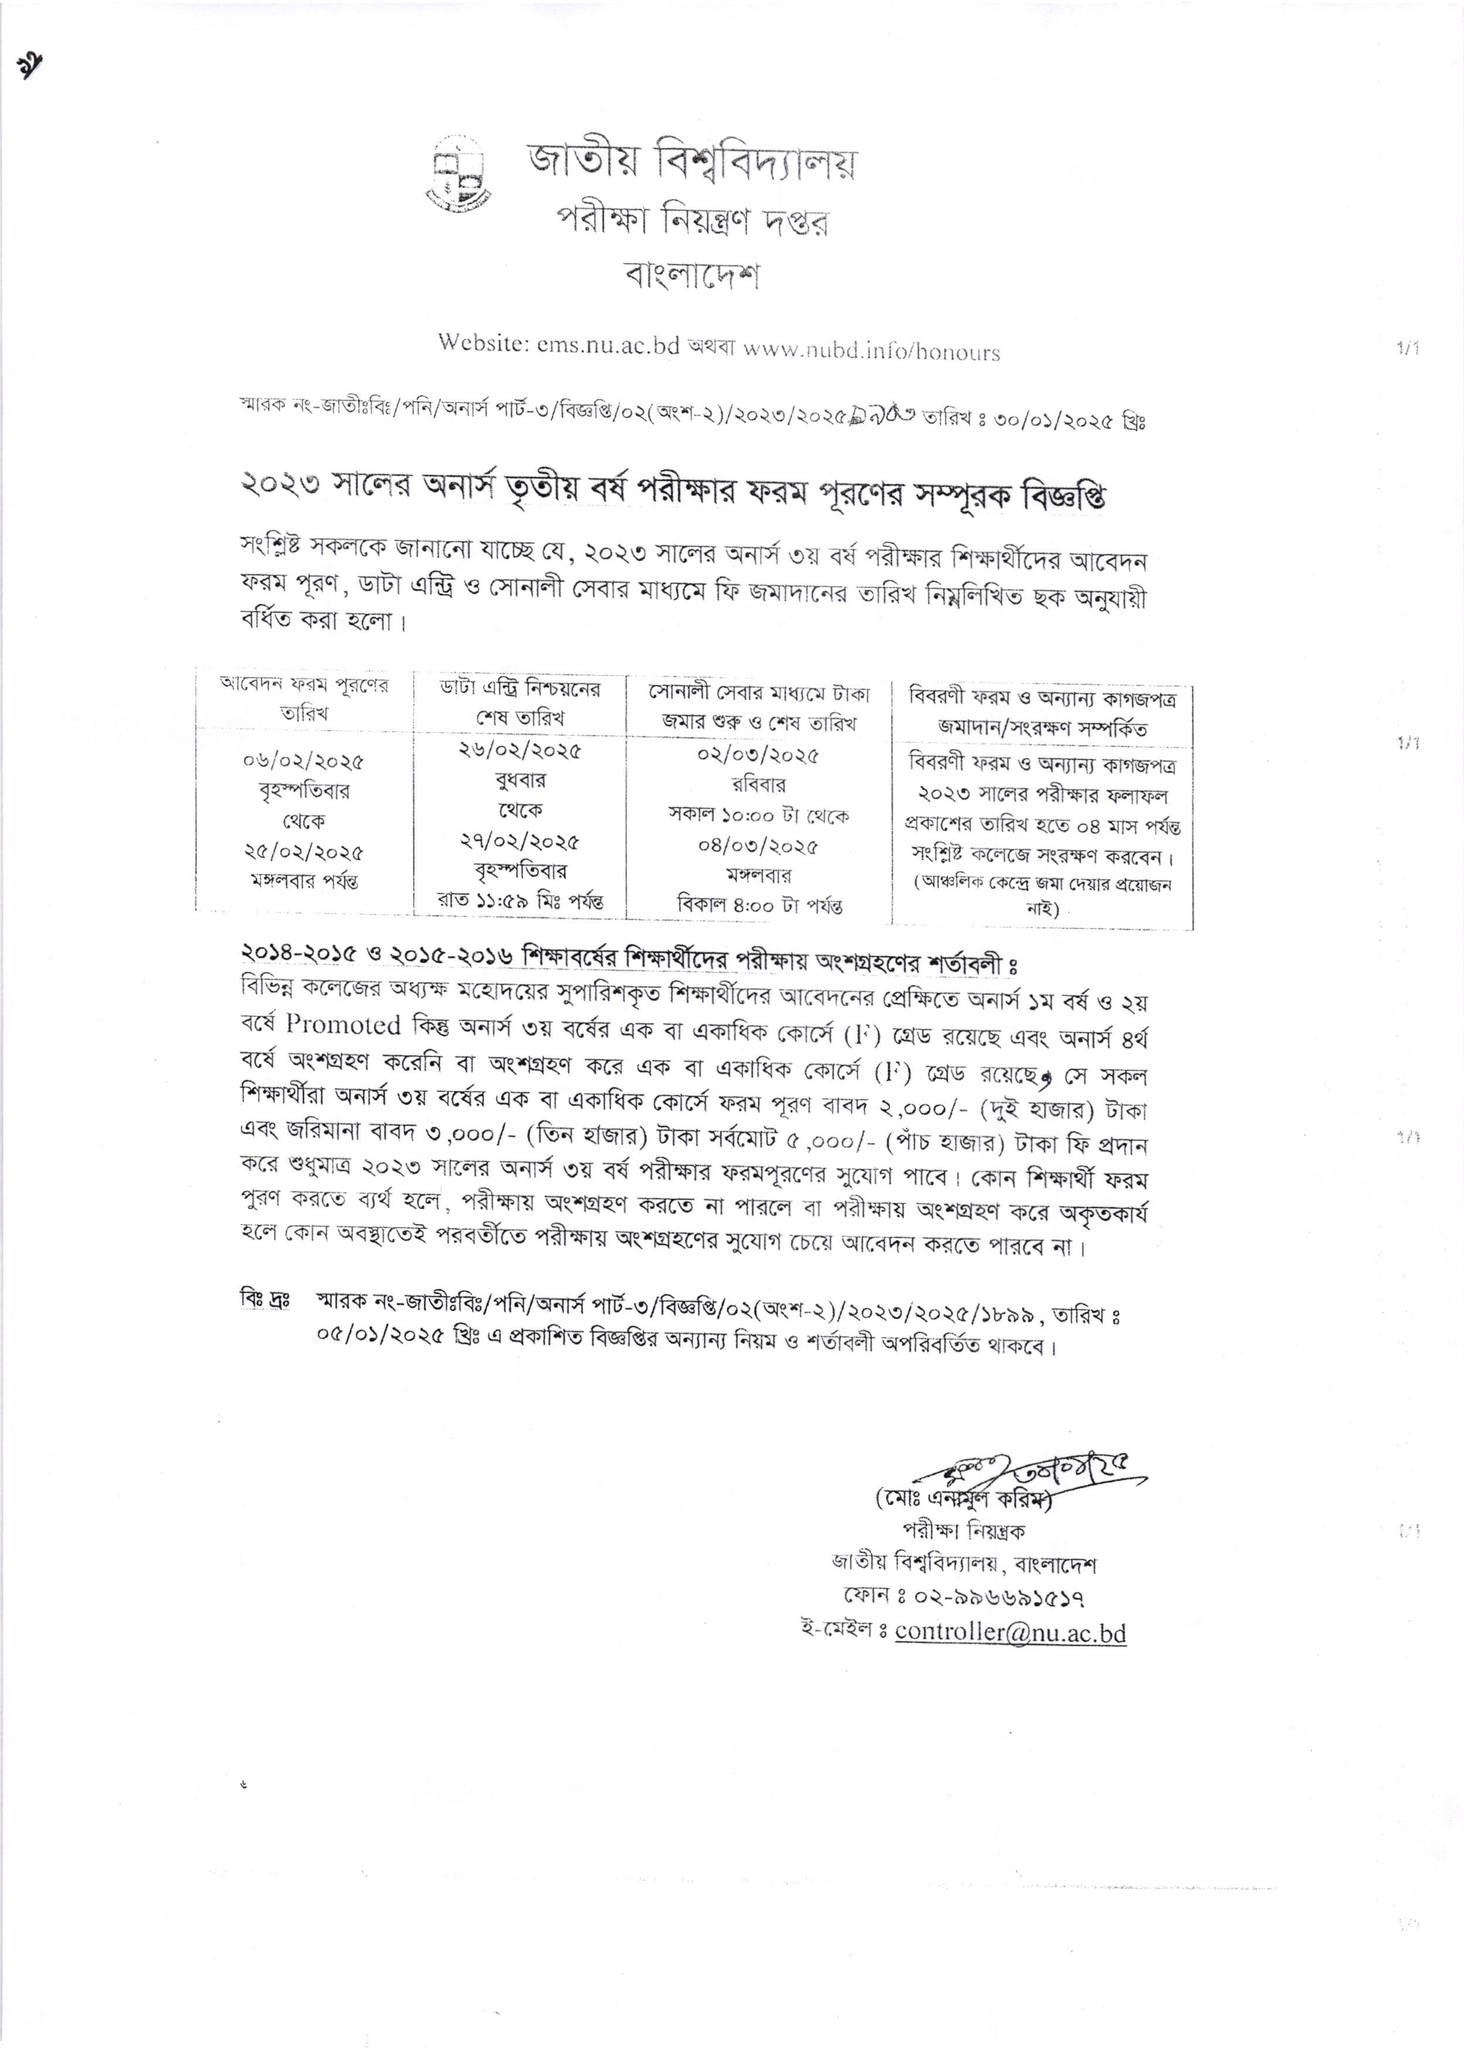 জাতীয় বিশ্ববিদ্যালয়
পরীক্ষা নিয়ন্ত্রণ দপ্তর
বাংলাদেশ
Website: ems.nu.ac.bd অথবা www.nubd.info/honours
স্মারক নং-জাতীঃবিঃ/পনি/অনার্স পার্ট-৩/বিজ্ঞপ্তি/০২(অংশ-২)/২০২৩/২০২৫ তারিখ ঃ ৩০/০১/২০২৫ খ্রিঃ
২০২৩ সালের অনার্স তৃতীয় বর্ষ পরীক্ষার ফরম পূরণের সম্পূরক বিজ্ঞপ্তি
সংশ্লিষ্ট সকলকে জানানো যাচ্ছে যে, ২০২৩ সালের অনার্স ৩য় বর্ষ পরীক্ষার শিক্ষার্থীদের আবেদন
ফরম পূরণ, ডাটা এন্ট্রি ও সোনালী সেবার মাধ্যমে ফি জমাদানের তারিখ নিম্নলিখিত ছক অনুযায়ী
বর্ধিত করা হলো।
আবেদন ফরম পূরণের
তারিখ
ডাটা এন্ট্রি নিশ্চয়নের
শেষ তারিখ
সোনালী সেবার মাধ্যমে টাকা
জমার শুরু ও শেষ তারিখ
বিবরণী ফরম ও অন্যান্য কাগজপত্র
জমাদান/সংরক্ষণ সম্পর্কিত
০৬/০২/২০২৫
বৃহস্পতিবার
থেকে
২৫/০২/২০২৫
মঙ্গলবার পর্যন্ত
২৬/০২/২০২৫
বুধবার
থেকে
২৭/০২/২০২৫
বৃহস্পতিবার
রাত ১১:৫৯ মিঃ পর্যন্ত
০২/০৩/২০২৫
রবিবার
সকাল ১০:০০ টা থেকে
০৪/০৩/২০২৫
মঙ্গলবার
বিকাল ৪:০০ টা পর্যন্ত
বিবরণী ফরম ও অন্যান্য কাগজপত্র
২০২৩ সালের পরীক্ষার ফলাফল
প্রকাশের তারিখ হতে ০৪ মাস পর্যন্ত
সংশ্লিষ্ট কলেজে সংরক্ষণ করবেন।
(আঞ্চলিক কেন্দ্রে জমা দেয়ার প্রয়োজন
নাই)
২০১৪-২০১৫ ও ২০১৫-২০১৬ শিক্ষাবর্ষের শিক্ষার্থীদের পরীক্ষায় অংশগ্রহণের শর্তাবলী ঃ
বিভিন্ন কলেজের অধ্যক্ষ মহোদয়ের সুপারিশকৃত শিক্ষার্থীদের আবেদনের প্রেক্ষিতে অনার্স ১ম বর্ষ ও ২য়
বর্ষে Promoted কিন্তু অনার্স ৩য় বর্ষের এক বা একাধিক কোর্সে (F) গ্রেড রয়েছে এবং অনার্স ৪র্থ
বর্ষে অংশগ্রহণ করেনি বা অংশগ্রহণ করে এক বা একাধিক কোর্সে (F) গ্রেড রয়েছে, সে সকল
শিক্ষার্থীরা অনার্স ৩য় বর্ষের এক বা একাধিক কোর্সে ফরম পূরণ বাবদ ২,০০০/- (দুই হাজার) টাকা
এবং জরিমানা বাবদ ৩,০০০/- (তিন হাজার) টাকা সর্বমোট ৫,০০০/- (পাঁচ হাজার) টাকা ফি প্রদান
করে শুধুমাত্র ২০২৩ সালের অনার্স ৩য় বর্ষ পরীক্ষার ফরমপূরণের সুযোগ পাবে। কোন শিক্ষার্থী ফরম
পুরণ করতে ব্যর্থ হলে, পরীক্ষায় অংশগ্রহণ করতে না পারলে বা পরীক্ষায় অংশগ্রহণ করে অকৃতকার্য
হলে কোন অবস্থাতেই পরবর্তীতে পরীক্ষায় অংশগ্রহণের সুযোগ চেয়ে আবেদন করতে পারবে না।
বিঃ দ্রঃ স্মারক নং-জাতীঃবিঃ/পনি/অনার্স পার্ট-৩/বিজ্ঞপ্তি/০২(অংশ-২)/২০২৩/২০২৫/১৮৯৯, তারিখ ঃ
০৫/০১/২০২৫ খ্রিঃ এ প্রকাশিত বিজ্ঞপ্তির অন্যান্য নিয়ম ও শর্তাবলী অপরিবর্তিত থাকবে।
৩০/০১/২৫
(মোঃ এনামুল করিম)
পরীক্ষা নিয়ন্ত্রক
জাতীয় বিশ্ববিদ্যালয়, বাংলাদেশ
ফোন ঃ ০২-৯৯৬৬৯১৫১৭
ই-মেইল ঃ controller@nu.ac.bd
1/1
1/1
1/1
1/1